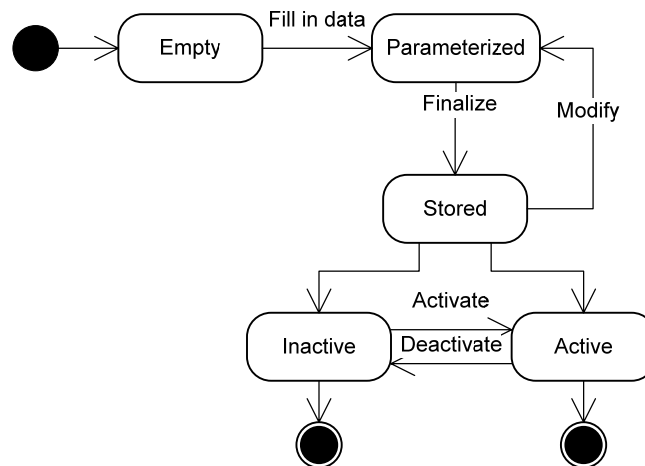 Fill in data
Empty
Parameterized
Finalize
Modify
Stored
Activate
Inactive
Deactivate
Active